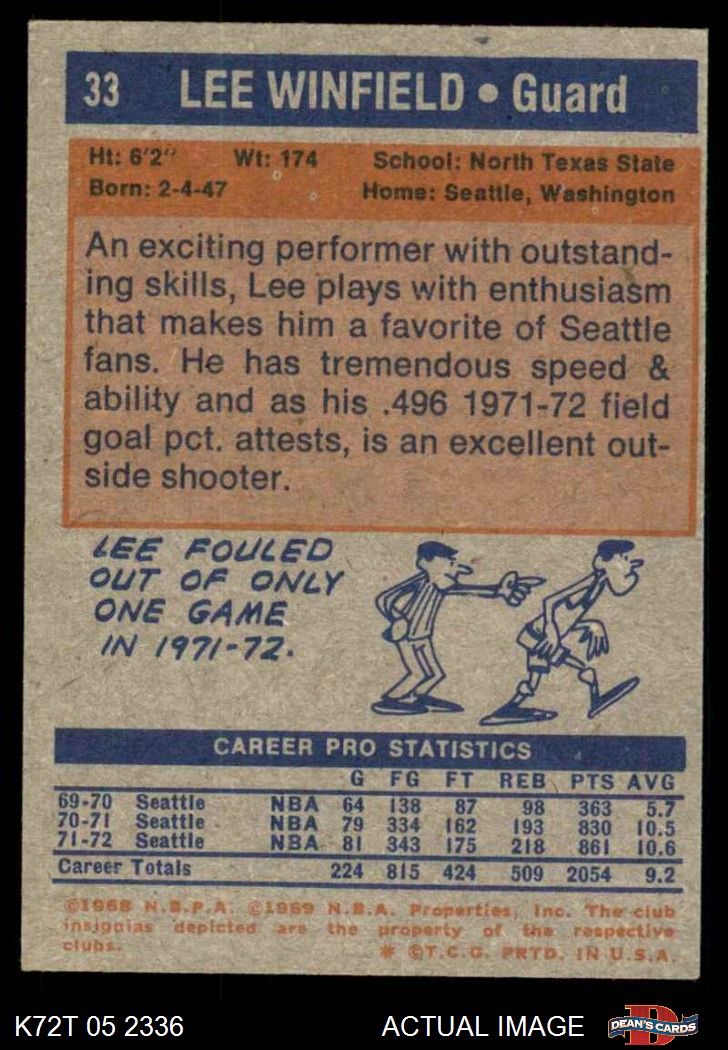 33 LEE WINFIELD • Guard
Ht: 6'2" Wt: 174 School: North Texas State
Born: 2-4-47 Home: Seattle, Washington
An exciting performer with outstand-
ing skills, Lee plays with enthusiasm
that makes him a favorite of Seattle
fans. He has tremendous speed &
ability and as his .496 1971-72 field
goal pct. attests, is an excellent out-
side shooter.
LEE FOULED
OUT OF ONLY
ONE GAME
IN 1971-72.
CAREER PRO STATISTICS
G FG FT REB PTS AVG
69-70 Seattle NBA 64 138 87 98 363 5.7
70-71 Seattle NBA 79 334 162 193 830 10.5
71-72 Seattle NBA 81 343 175 218 861 10.6
Career Totals 224 815 424 509 2054 9.2
©1968 N.B.P.A. ©1969 N.B.A. Properties, Inc. The club
insignias depicted are the property of the respective
clubs. * ©T.C.G. PRTD. IN U.S.A.
K72T 05 2336 ACTUAL IMAGE DEAN'S CARDS